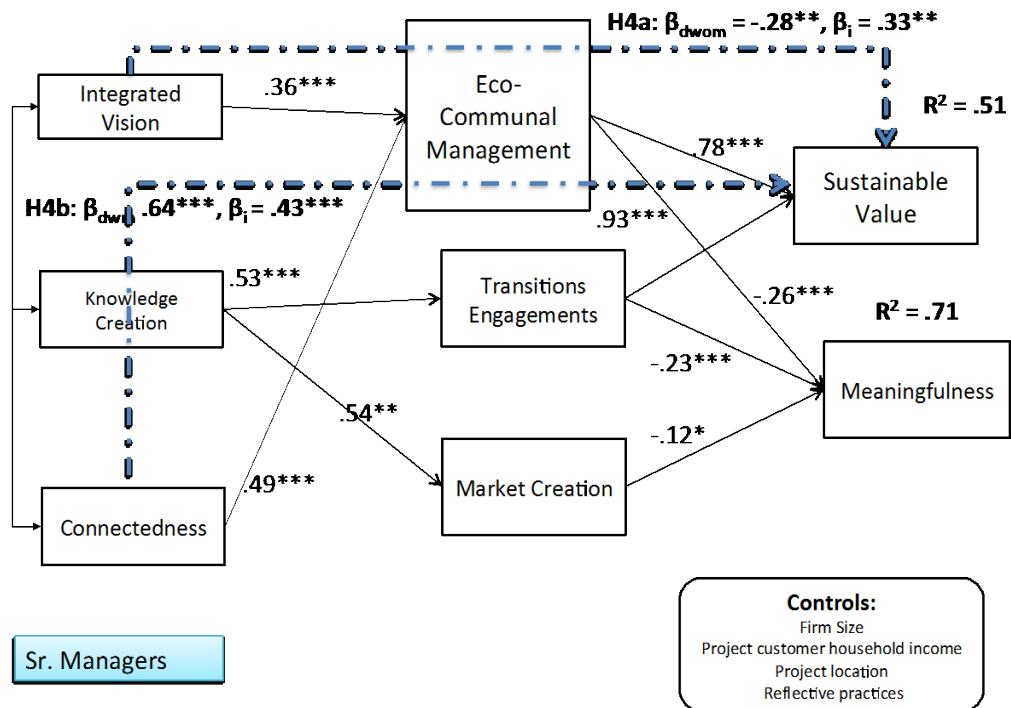 H4a: βdwom = -.28**, βi = .33**
Integrated
Vision
.36***
Eco-
Communal
Management
R² = .51
.78***
Sustainable
Value
H4b: βdwm .64***, βi = .43***
.93***
Knowledge
Creation
.53***
Transitions
Engagements
-.26***
R² = .71
-.23***
Meaningfulness
.54**
-.12*
.49***
Market Creation
Connectedness
Controls:
Firm Size
Project customer household income
Project location
Reflective practices
Sr. Managers